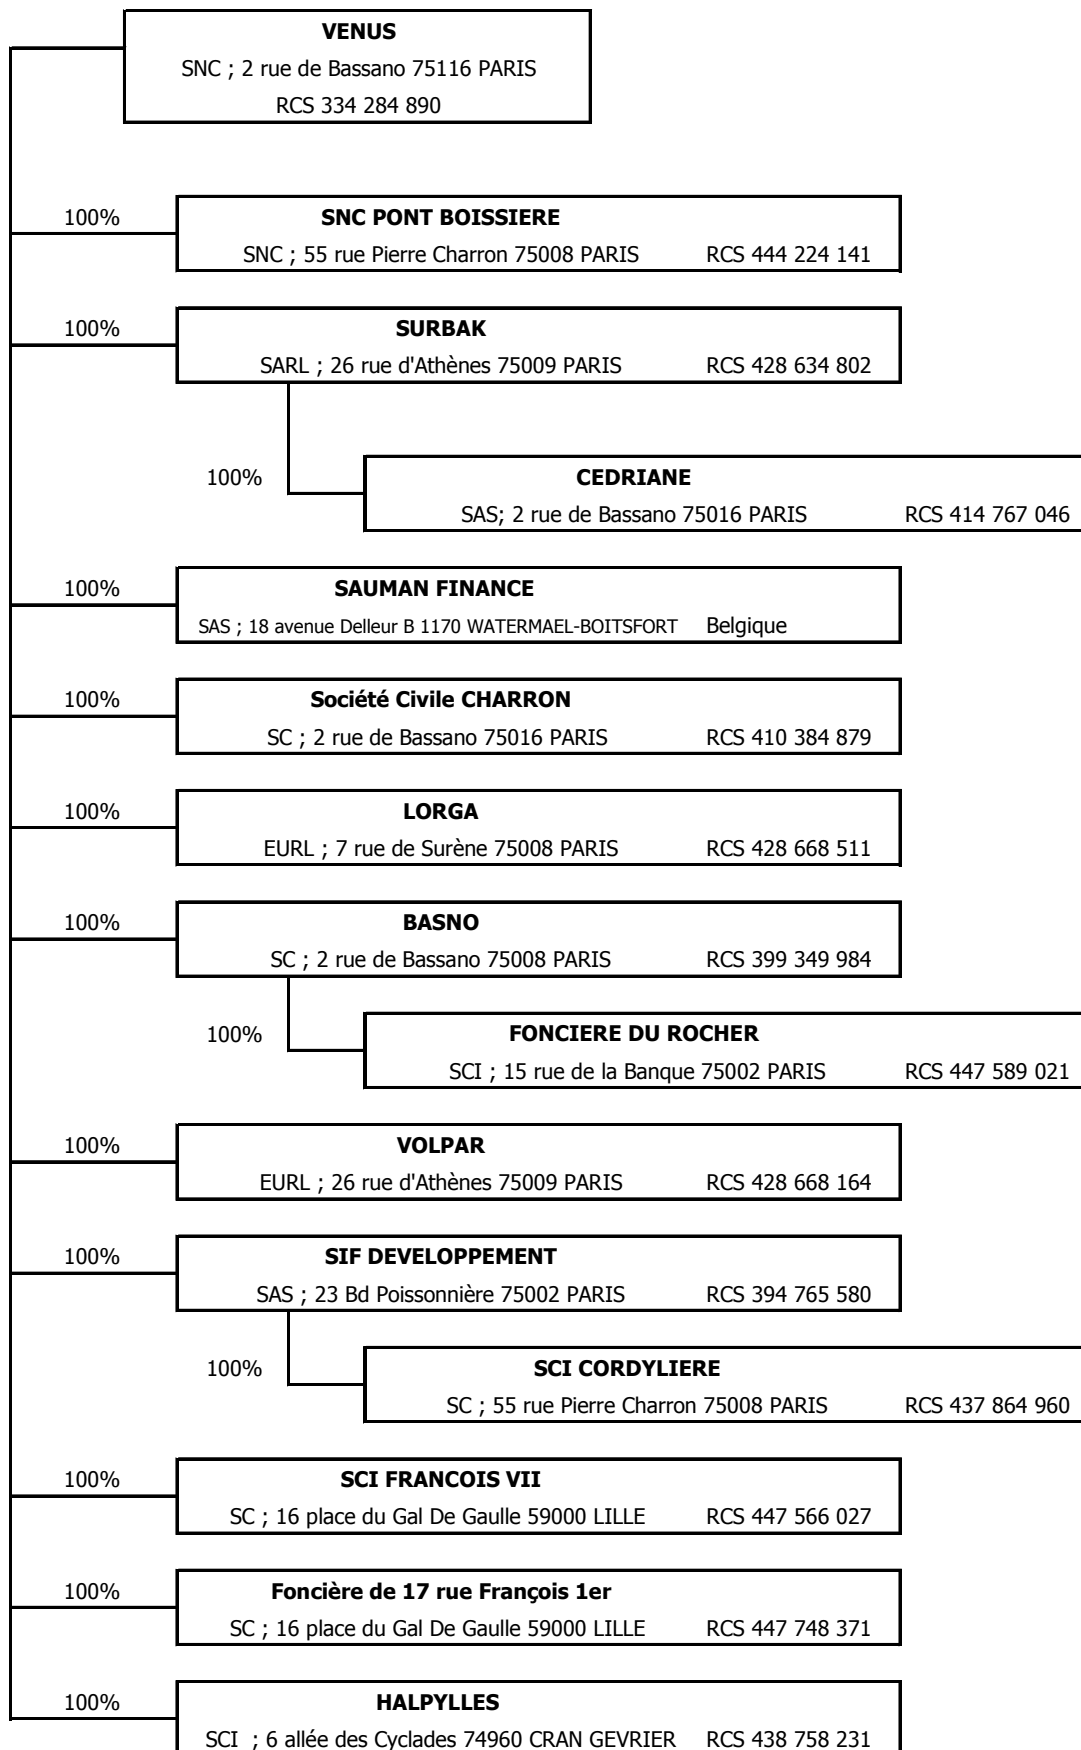 VENUS
SNC ; 2 rue de Bassano 75116 PARIS
RCS 334 284 890
100%
SNC PONT BOISSIERE
SNC ; 55 rue Pierre Charron 75008 PARIS RCS 444 224 141
100%
SURBAK
SARL ; 26 rue d'Athènes 75009 PARIS RCS 428 634 802
100%
CEDRIANE
SAS; 2 rue de Bassano 75016 PARIS RCS 414 767 046
100%
SAUMAN FINANCE
SAS ; 18 avenue Delleur B 1170 WATERMAEL-BOITSFORT Belgique
100%
Société Civile CHARRON
SC ; 2 rue de Bassano 75016 PARIS RCS 410 384 879
100%
LORGA
EURL ; 7 rue de Surène 75008 PARIS RCS 428 668 511
100%
BASNO
SC ; 2 rue de Bassano 75008 PARIS RCS 399 349 984
100%
FONCIERE DU ROCHER
SCI ; 15 rue de la Banque 75002 PARIS RCS 447 589 021
100%
VOLPAR
EURL ; 26 rue d'Athènes 75009 PARIS RCS 428 668 164
100%
SIF DEVELOPPEMENT
SAS ; 23 Bd Poissonnière 75002 PARIS RCS 394 765 580
100%
SCI CORDYLIERE
SC ; 55 rue Pierre Charron 75008 PARIS RCS 437 864 960
100%
SCI FRANCOIS VII
SC ; 16 place du Gal De Gaulle 59000 LILLE RCS 447 566 027
100%
Foncière de 17 rue François 1er
SC ; 16 place du Gal De Gaulle 59000 LILLE RCS 447 748 371
100%
HALPYLLES
SCI ; 6 allée des Cyclades 74960 CRAN GEVRIER RCS 438 758 231